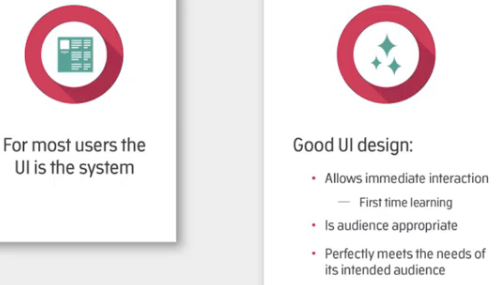 For most users the
UI is the system
Good UI design:
• Allows immediate interaction
— First time learning
• Is audience appropriate
• Perfectly meets the needs of
its intended audience